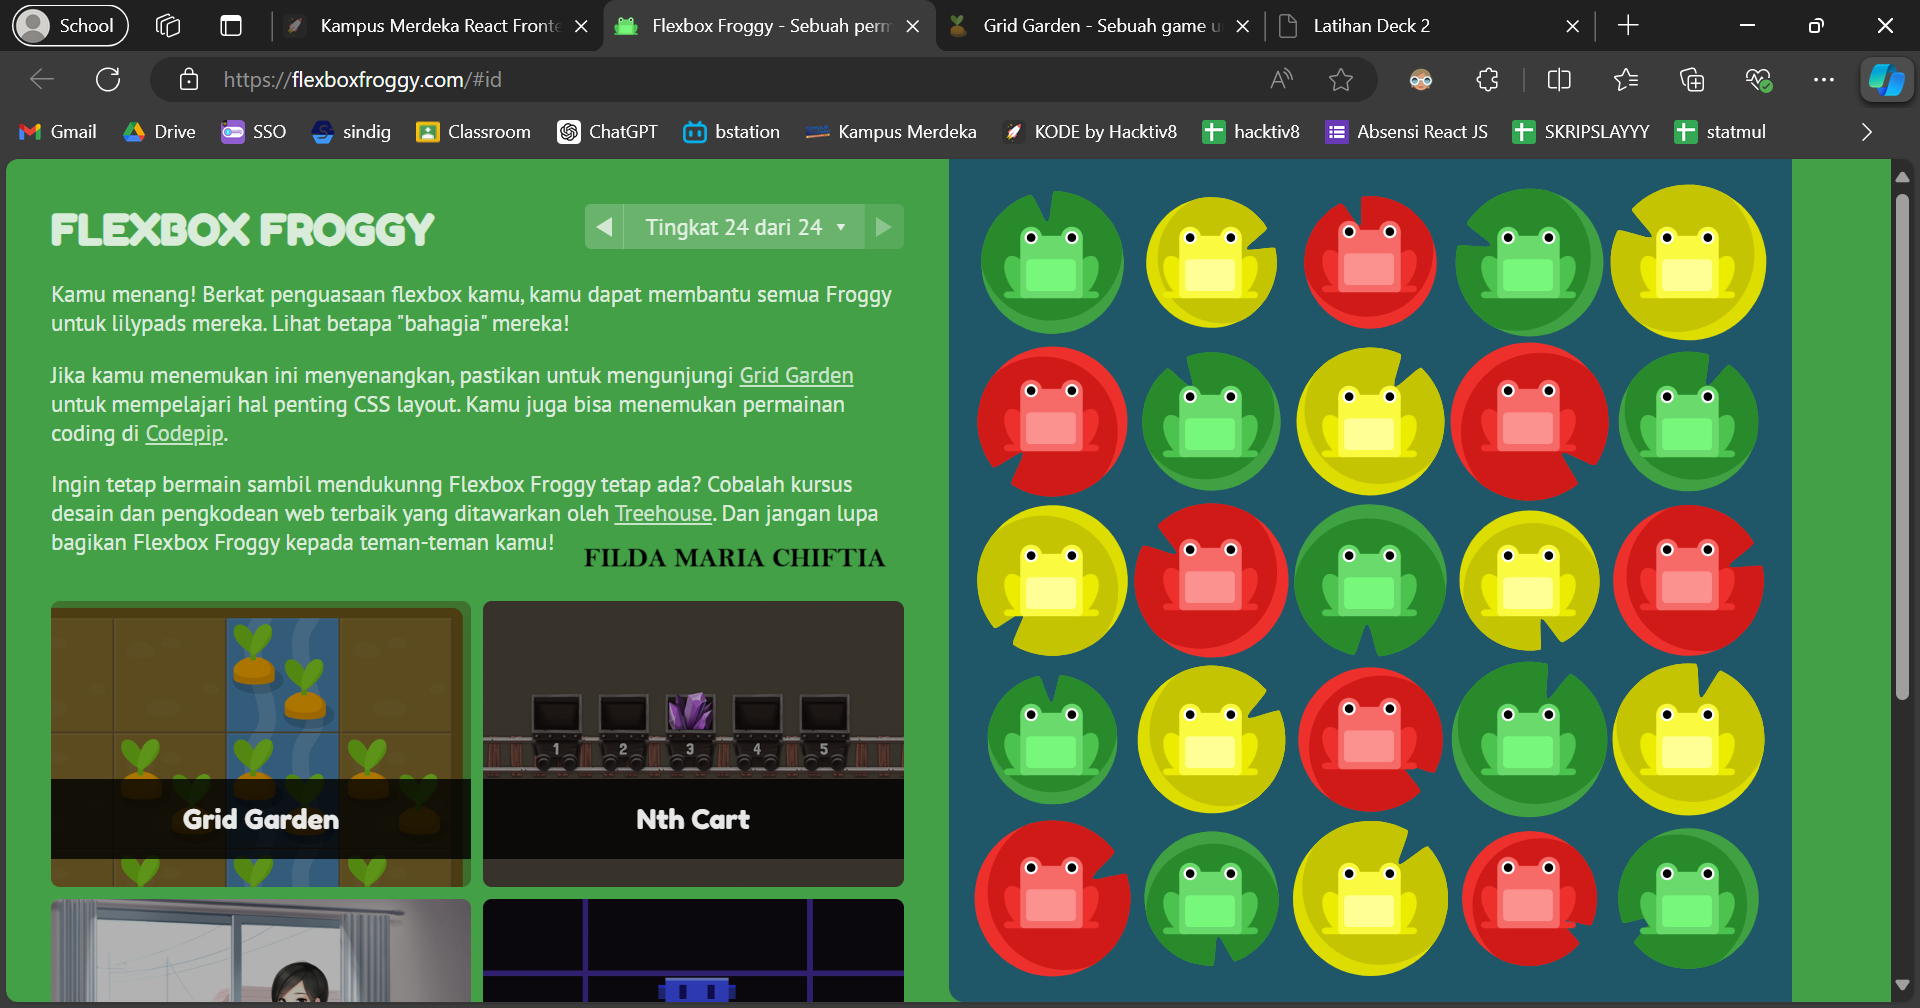 School
Kampus Merdeka React Fronte
Flexbox Froggy - Sebuah perm
Grid Garden - Sebuah game u
Latihan Deck 2
https://flexboxfroggy.com/#id
Gmail
Drive
SSO
sindig
Classroom
ChatGPT
bstation
Kampus Merdeka
KODE by Hacktiv8
hacktiv8
Absensi React JS
SKRIPSLAYYY
statmul
FLEXBOX FROGGY
Tingkat 24 dari 24
Kamu menang! Berkat penguasaan flexbox kamu, kamu dapat membantu semua Froggy
untuk lilypads mereka. Lihat betapa "bahagia" mereka!
Jika kamu menemukan ini menyenangkan, pastikan untuk mengunjungi Grid Garden
untuk mempelajari hal penting CSS layout. Kamu juga bisa menemukan permainan
coding di Codepip.
Ingin tetap bermain sambil mendukunng Flexbox Froggy tetap ada? Cobalah kursus
desain dan pengkodean web terbaik yang ditawarkan oleh Treehouse. Dan jangan lupa
bagikan Flexbox Froggy kepada teman-teman kamu!
FILDA MARIA CHIFTIA
1 2 3 4 5
Grid Garden
Nth Cart